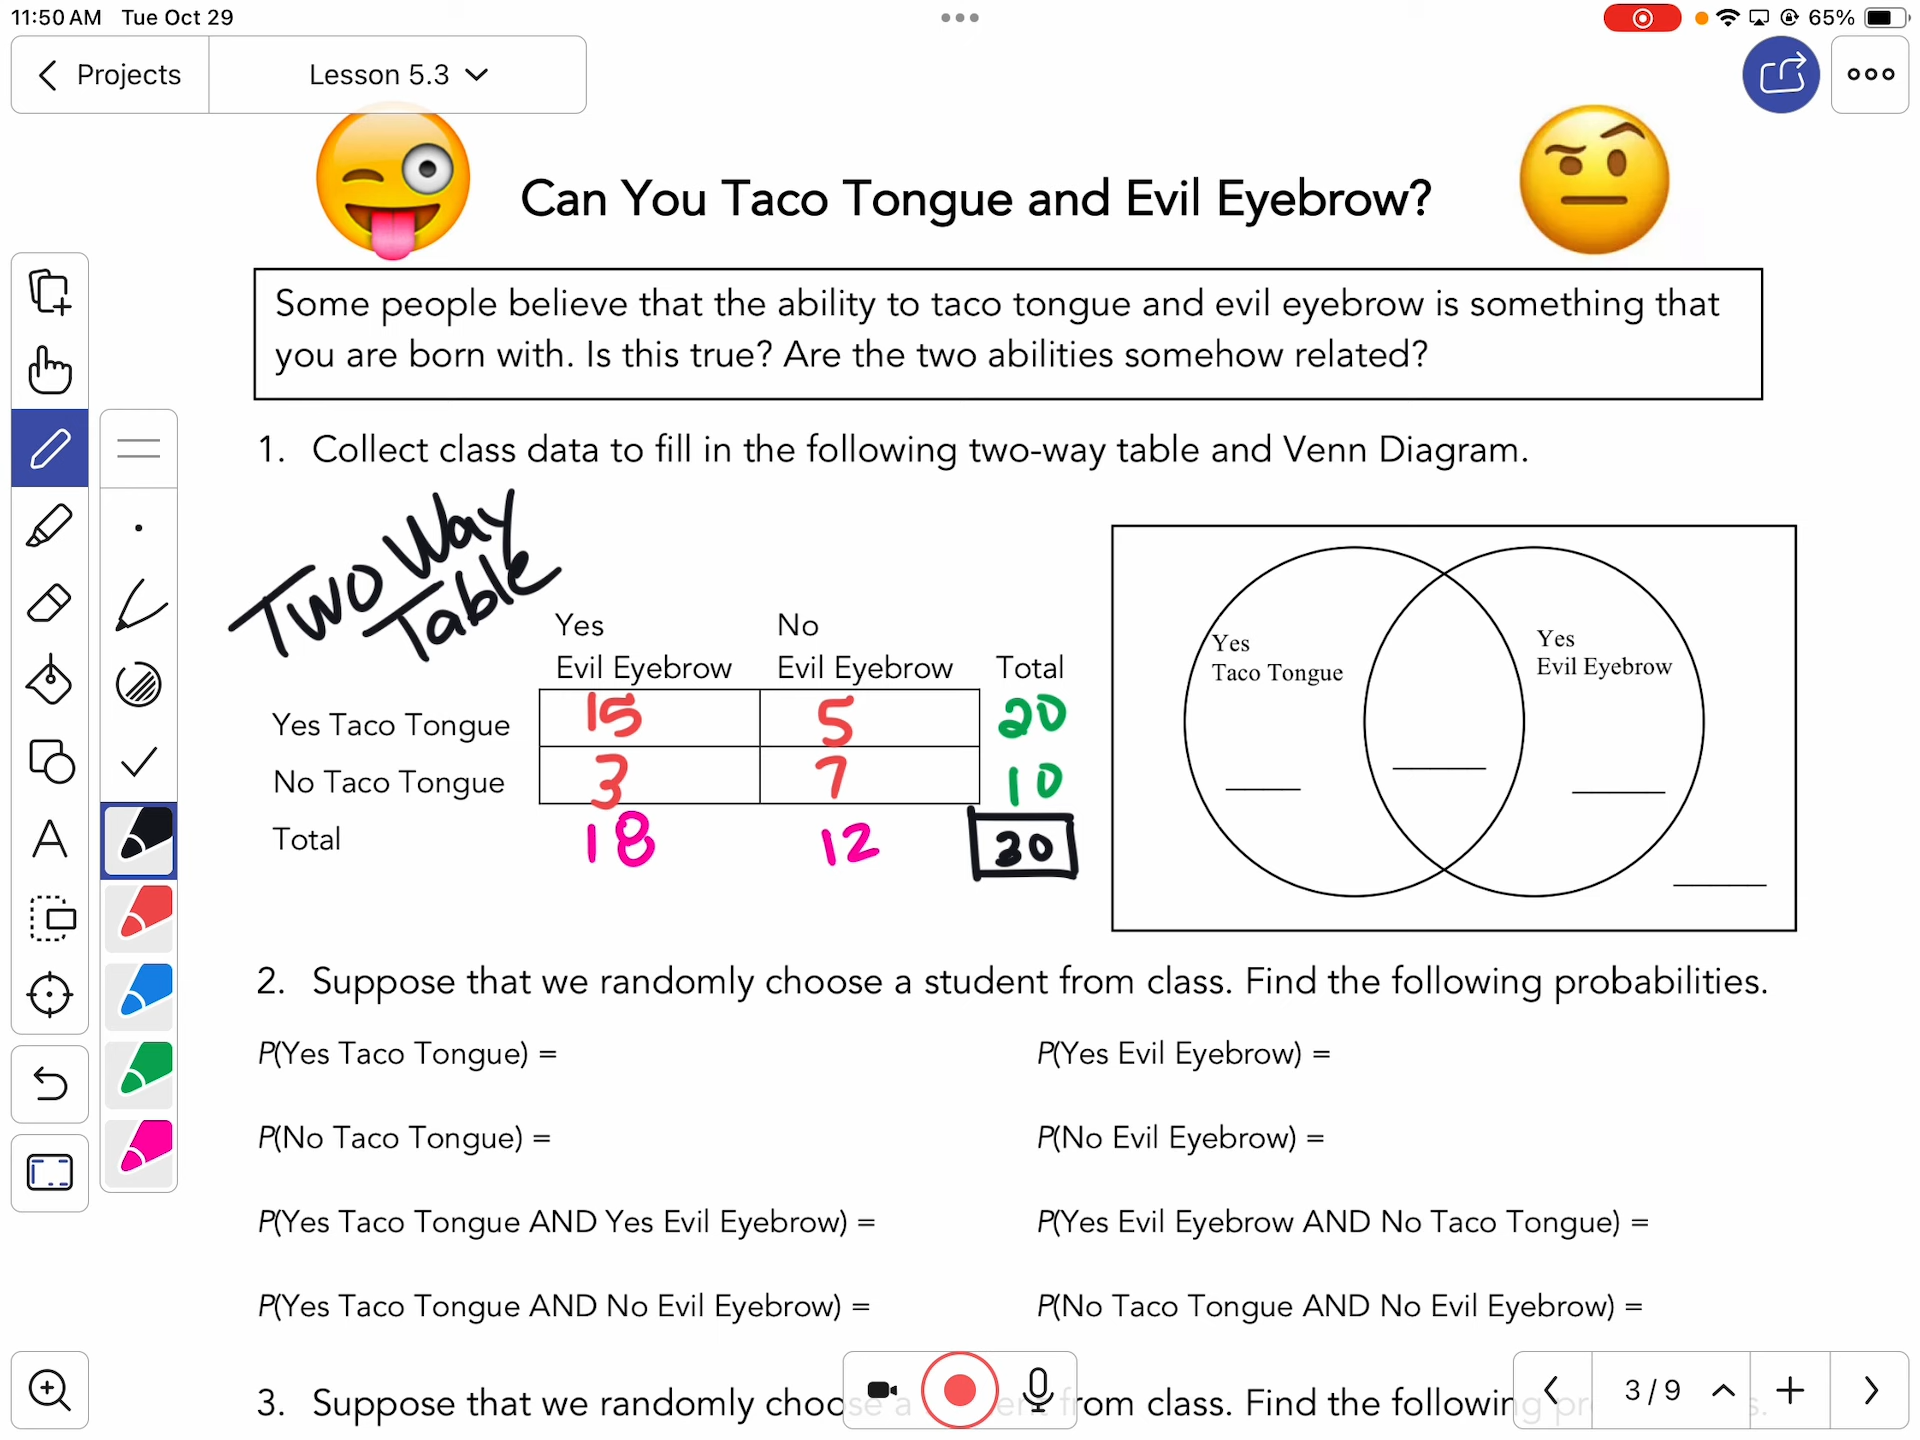 11:50 AM Tue Oct 29
65%
Projects
Lesson 5.3
Can You Taco Tongue and Evil Eyebrow?
Some people believe that the ability to taco tongue and evil eyebrow is something that
you are born with. Is this true? Are the two abilities somehow related?
1. Collect class data to fill in the following two-way table and Venn Diagram.
Two Way
Table
Yes No
Evil Eyebrow Evil Eyebrow Total
Yes Taco Tongue 15 5 20
No Taco Tongue 3 7 10
Total 18 12 30
Yes
Taco Tongue
Yes
Evil Eyebrow
2. Suppose that we randomly choose a student from class. Find the following probabilities.
P(Yes Taco Tongue) =
P(Yes Evil Eyebrow) =
P(No Taco Tongue) =
P(No Evil Eyebrow) =
P(Yes Taco Tongue AND Yes Evil Eyebrow) =
P(Yes Evil Eyebrow AND No Taco Tongue) =
P(Yes Taco Tongue AND No Evil Eyebrow) =
P(No Taco Tongue AND No Evil Eyebrow) =
3. Suppose that we randomly choose a from class. Find the following
3/9
A